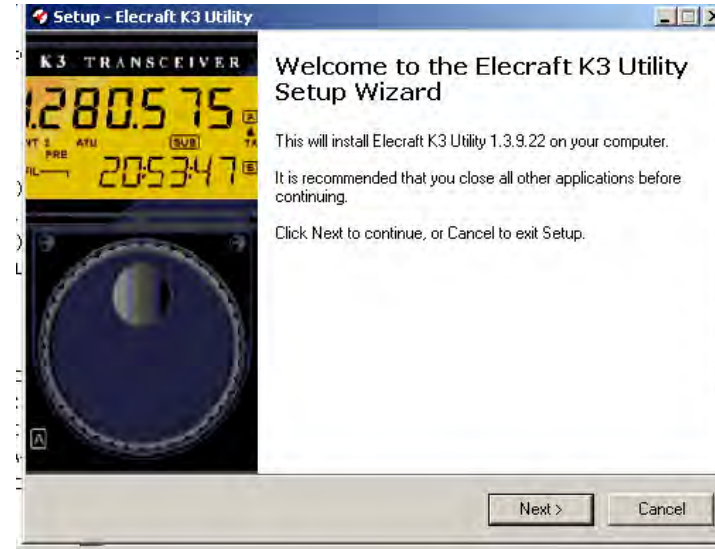 Setup - Elecraft K3 Utility
K3 TRANSCEIVER
.280.575
ATU
SUB
PRE
20:53:47
B
A
Welcome to the Elecraft K3 Utility
Setup Wizard
This will install Elecraft K3 Utility 1.3.9.22 on your computer.
It is recommended that you close all other applications before
continuing.
Click Next to continue, or Cancel to exit Setup.
Next >
Cancel